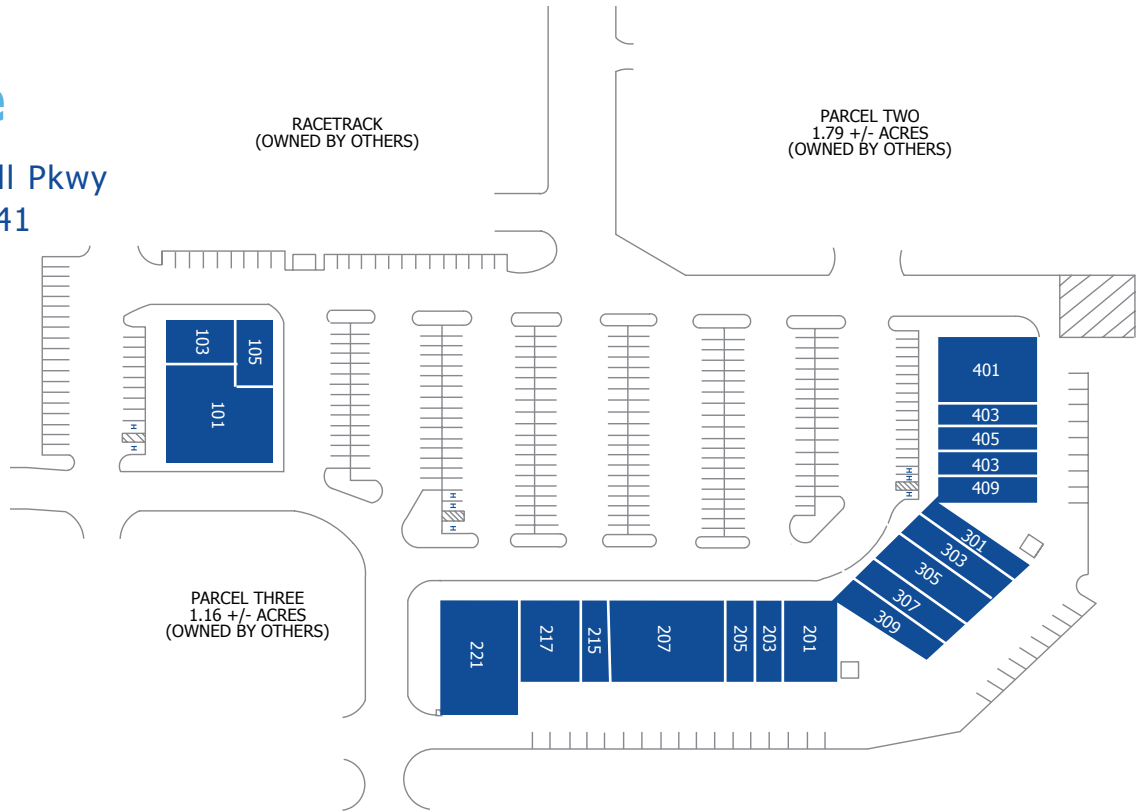 e
ll Pkwy
41
RACETRACK
(OWNED BY OTHERS)
PARCEL TWO
1.79 +/- ACRES
(OWNED BY OTHERS)
103
105
101
H
H
401
403
405
403
409
H
H
H
H
H
H
301
303
305
307
309
PARCEL THREE
1.16 +/- ACRES
(OWNED BY OTHERS)
221
217
215
207
205
203
201